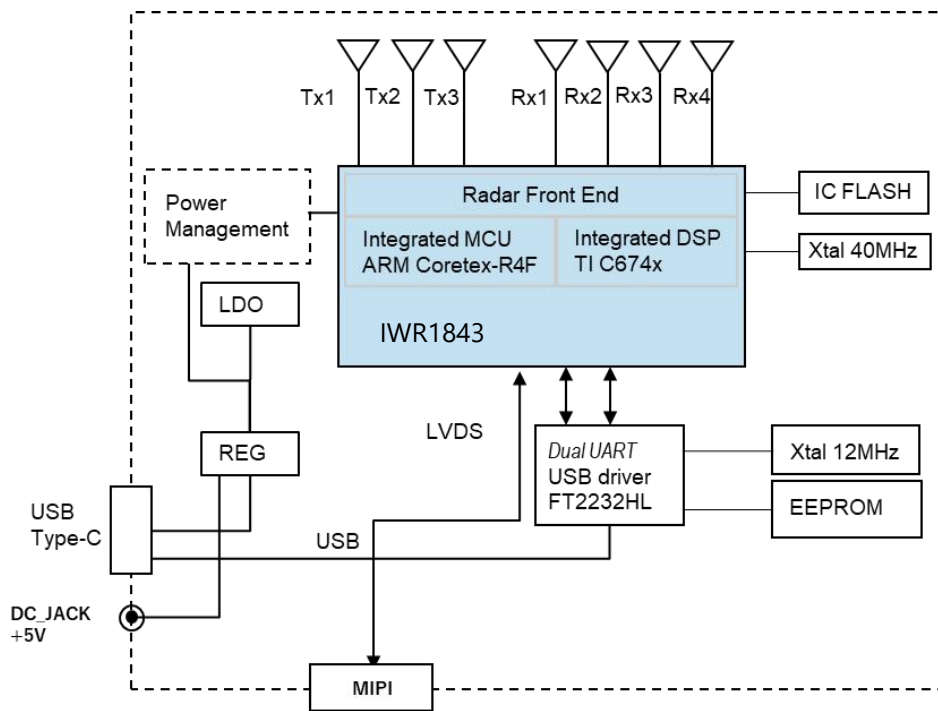 Tx1
Tx2
Tx3
Rx1
Rx2
Rx3
Rx4
Power
Management
Radar Front End
Integrated MCU
ARM Coretex-R4F
Integrated DSP
TI C674x
IWR1843
IC FLASH
Xtal 40MHz
LDO
REG
LVDS
Dual UART
USB driver
FT2232HL
Xtal 12MHz
EEPROM
USB
Type-C
USB
DC_JACK
+5V
MIPI